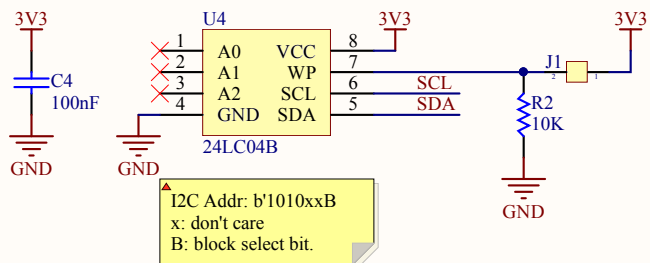 3V3
C4
100nF
GND
U4
1 A0 VCC 8
2 A1 WP 7
3 A2 SCL 6
4 GND SDA 5
24LC04B
GND
3V3
SCL
SDA
J1
2 1
3V3
R2
10K
GND
I2C Addr: b'1010xxB
x: don't care
B: block select bit.